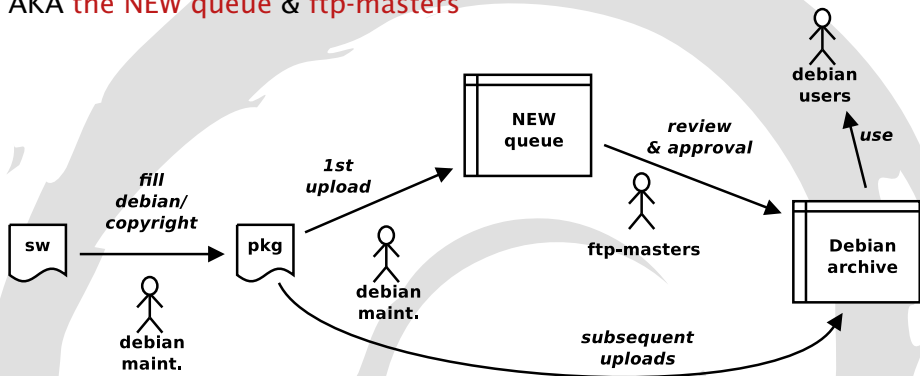 AKA the NEW queue & ftp-masters
debian
users
NEW
queue
review
& approval
use
1st
upload
fill
debian/
copyright
sw
pkg
ftp-masters
Debian
archive
debian
maint.
debian
maint.
subsequent
uploads